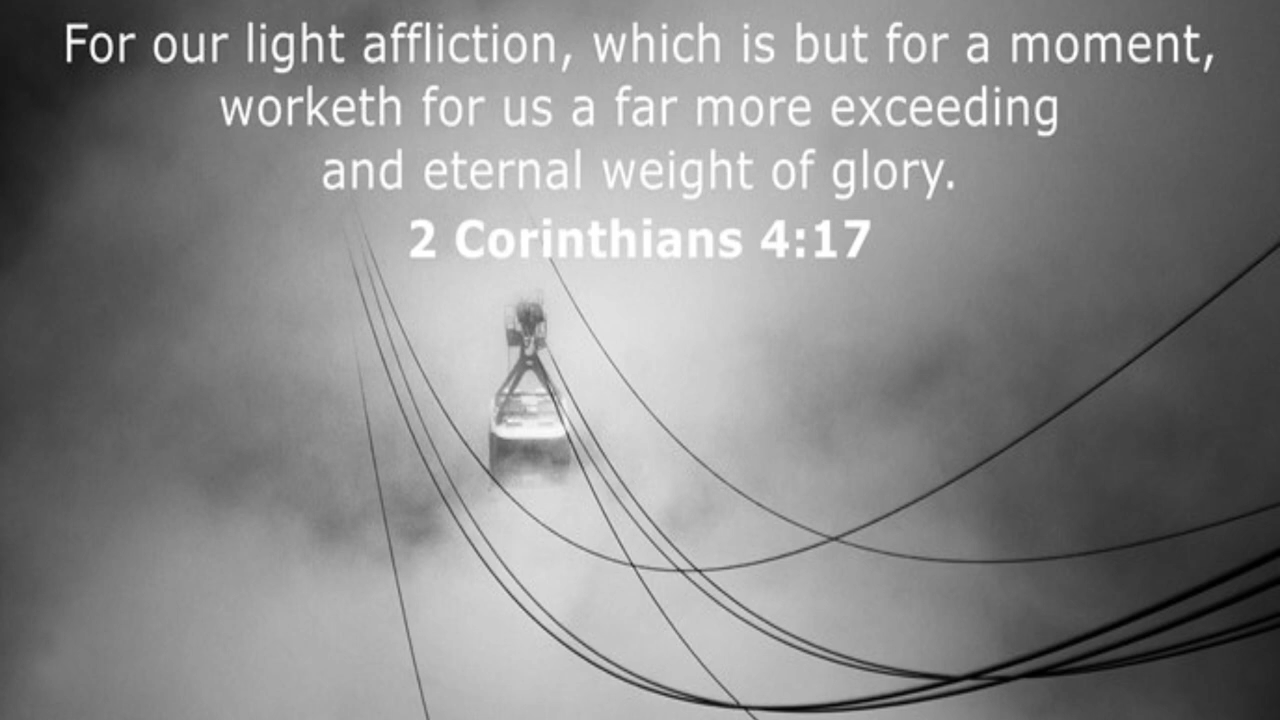 For our light affliction, which is but for a moment,
worketh for us a far more exceeding
and eternal weight of glory.
2 Corinthians 4:17